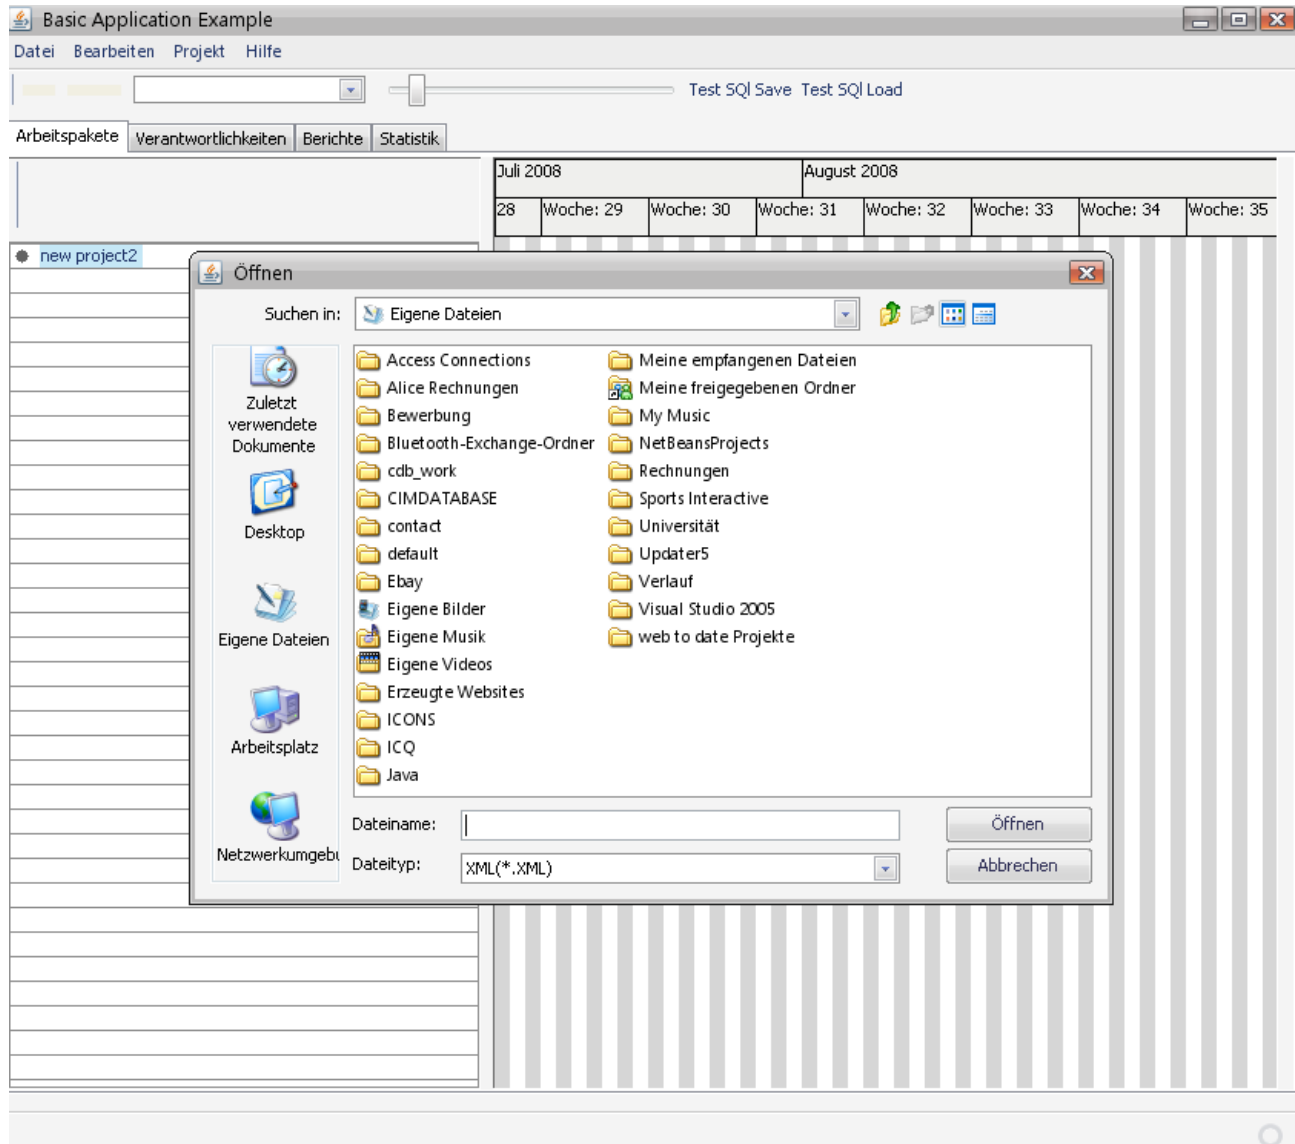 Basic Application Example
Datei Bearbeiten Projekt Hilfe
Test SQl Save Test SQl Load
Arbeitspakete Verantwortlichkeiten Berichte Statistik
Juli 2008 August 2008
28 Woche: 29 Woche: 30 Woche: 31 Woche: 32 Woche: 33 Woche: 34 Woche: 35
new project2
Öffnen
Suchen in: Eigene Dateien
Zuletzt
verwendete
Dokumente
Desktop
Eigene Dateien
Arbeitsplatz
Netzwerkumgebu
Access Connections
Alice Rechnungen
Bewerbung
Bluetooth-Exchange-Ordner
cdb_work
CIMDATABASE
contact
default
Ebay
Eigene Bilder
Eigene Musik
Eigene Videos
Erzeugte Websites
ICONS
ICQ
Java
Meine empfangenen Dateien
Meine freigegebenen Ordner
My Music
NetBeansProjects
Rechnungen
Sports Interactive
Universität
Updater5
Verlauf
Visual Studio 2005
web to date Projekte
Dateiname: Öffnen
Dateityp: XML(*.XML) Abbrechen